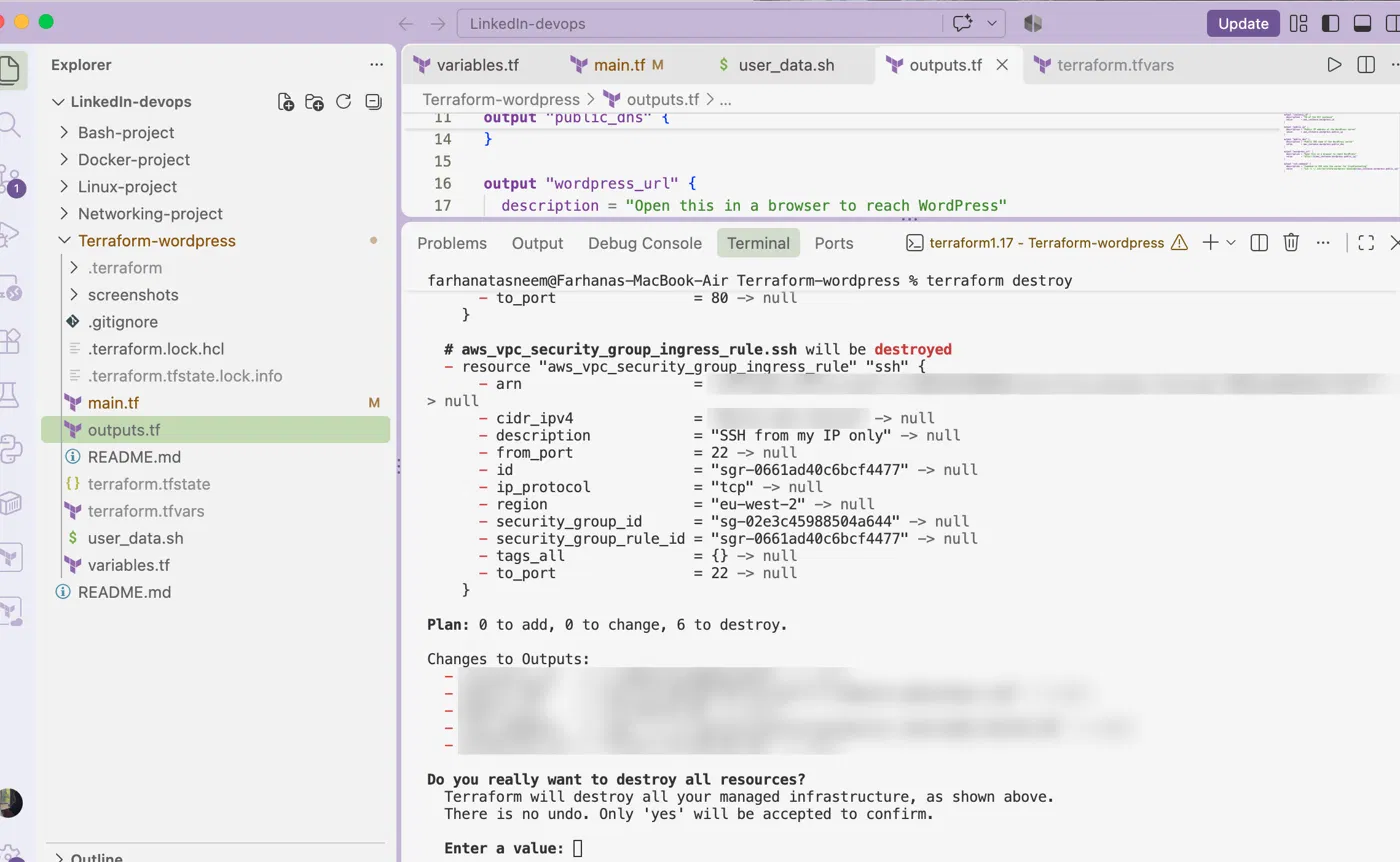 LinkedIn-devops
Update
Explorer
LinkedIn-devops
Bash-project
Docker-project
Linux-project
Networking-project
Terraform-wordpress
.terraform
screenshots
.gitignore
.terraform.lock.hcl
.terraform.tfstate.lock.info
main.tf M
outputs.tf
README.md
terraform.tfstate
terraform.tfvars
user_data.sh
variables.tf
README.md
Outline
1
variables.tf main.tf M $ user_data.sh outputs.tf terraform.tfvars
Terraform-wordpress > outputs.tf > ...
11 output "public_dns" {
14 }
15
16 output "wordpress_url" {
17 description = "Open this in a browser to reach WordPress"
Problems Output Debug Console Terminal Ports terraform1.17 - Terraform-wordpress
farhanatasneem@Farhanas-MacBook-Air Terraform-wordpress % terraform destroy
- to_port = 80 -> null
}
# aws_vpc_security_group_ingress_rule.ssh will be destroyed
- resource "aws_vpc_security_group_ingress_rule" "ssh" {
- arn =
> null
- cidr_ipv4 = -> null
- description = "SSH from my IP only" -> null
- from_port = 22 -> null
- id = "sgr-0661ad40c6bcf4477" -> null
- ip_protocol = "tcp" -> null
- region = "eu-west-2" -> null
- security_group_id = "sg-02e3c45988504a644" -> null
- security_group_rule_id = "sgr-0661ad40c6bcf4477" -> null
- tags_all = {} -> null
- to_port = 22 -> null
}
Plan: 0 to add, 0 to change, 6 to destroy.
Changes to Outputs:
-
-
-
-
-
Do you really want to destroy all resources?
Terraform will destroy all your managed infrastructure, as shown above.
There is no undo. Only 'yes' will be accepted to confirm.
Enter a value: